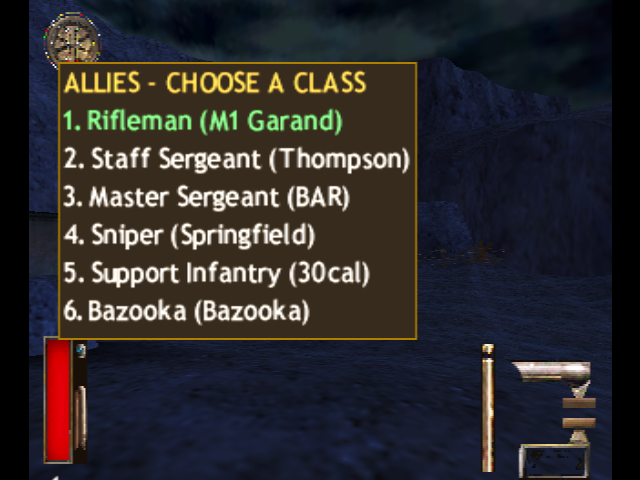 ALLIES - CHOOSE A CLASS
1. Rifleman (M1 Garand)
2. Staff Sergeant (Thompson)
3. Master Sergeant (BAR)
4. Sniper (Springfield)
5. Support Infantry (30cal)
6. Bazooka (Bazooka)